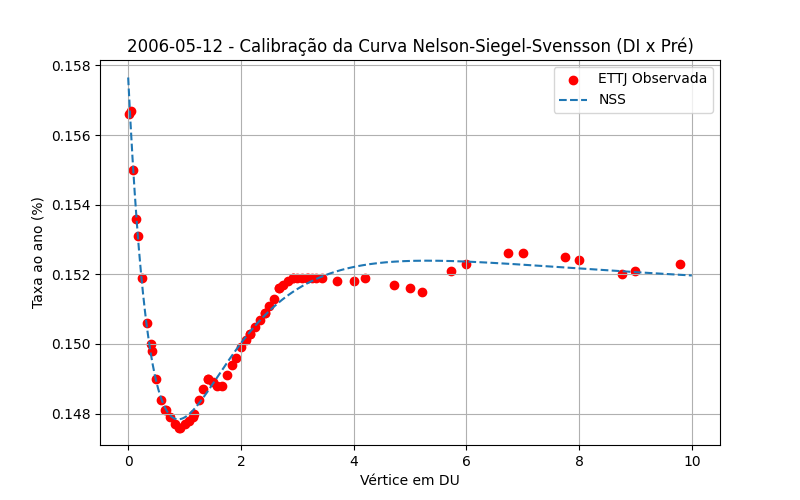 2006-05-12 - Calibração da Curva Nelson-Siegel-Svensson (DI x Pré)
ETTJ Observada
NSS
Taxa ao ano (%)
0.158
0.156
0.154
0.152
0.150
0.148
0
2
4
6
8
10
Vértice em DU